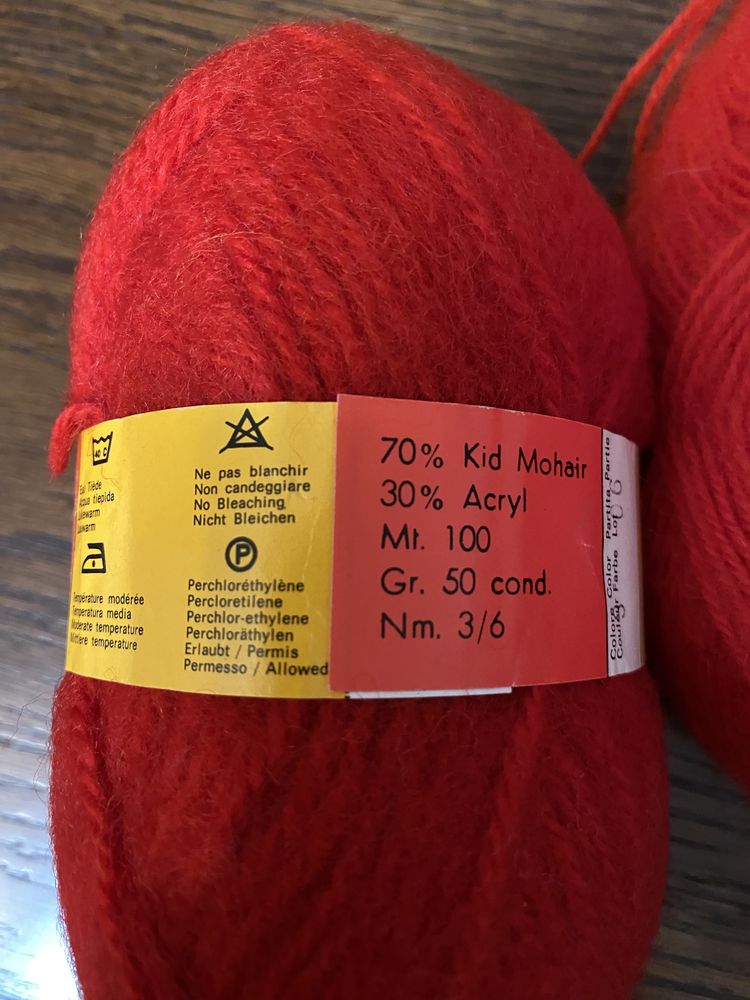 40 C
Eau Tiède
Acqua tiepida
Lukewarm
Lauwarm
Température modérée
Temperatura media
Moderate temperature
Mittlere temperature
Ne pas blanchir
Non candeggiare
No Bleaching
Nicht Bleichen
P
Perchloréthylène
Percloretilene
Perchlor-ethylene
Perchloräthylen
Erlaubt / Permis
Permesso / Allowed
70% Kid Mohair
30% Acryl
Mt. 100
Gr. 50 cond.
Nm. 3/6
Colore Color Partita Partie
Couleur Farbe Lot